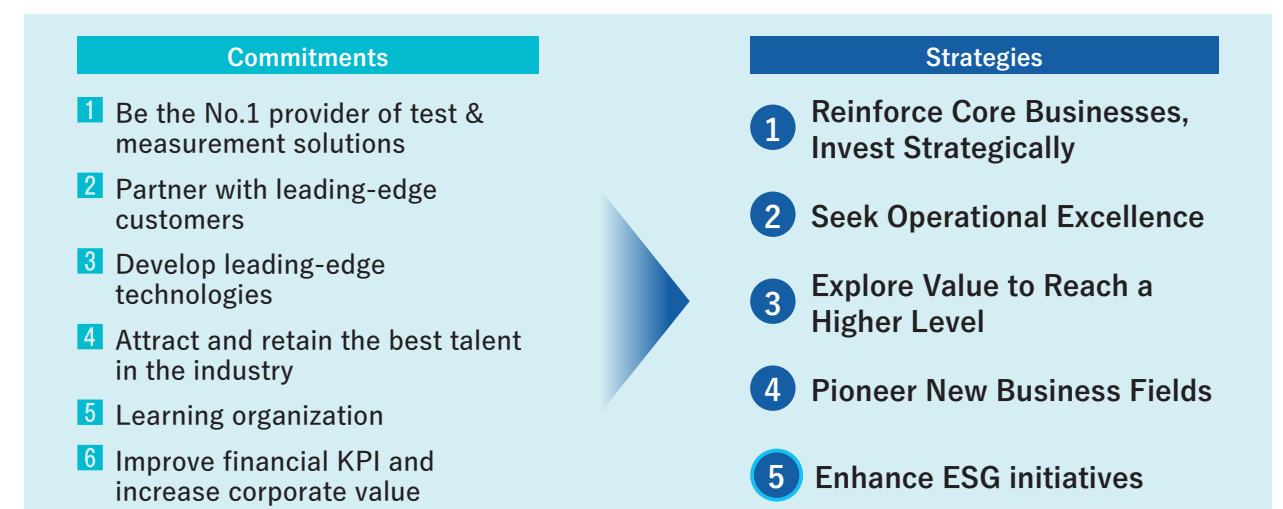 Commitments
1 Be the No.1 provider of test &
measurement solutions
2 Partner with leading-edge
customers
3 Develop leading-edge
technologies
4 Attract and retain the best talent
in the industry
5 Learning organization
6 Improve financial KPI and
increase corporate value
Strategies
1 Reinforce Core Businesses,
Invest Strategically
2 Seek Operational Excellence
3 Explore Value to Reach a
Higher Level
4 Pioneer New Business Fields
5 Enhance ESG initiatives